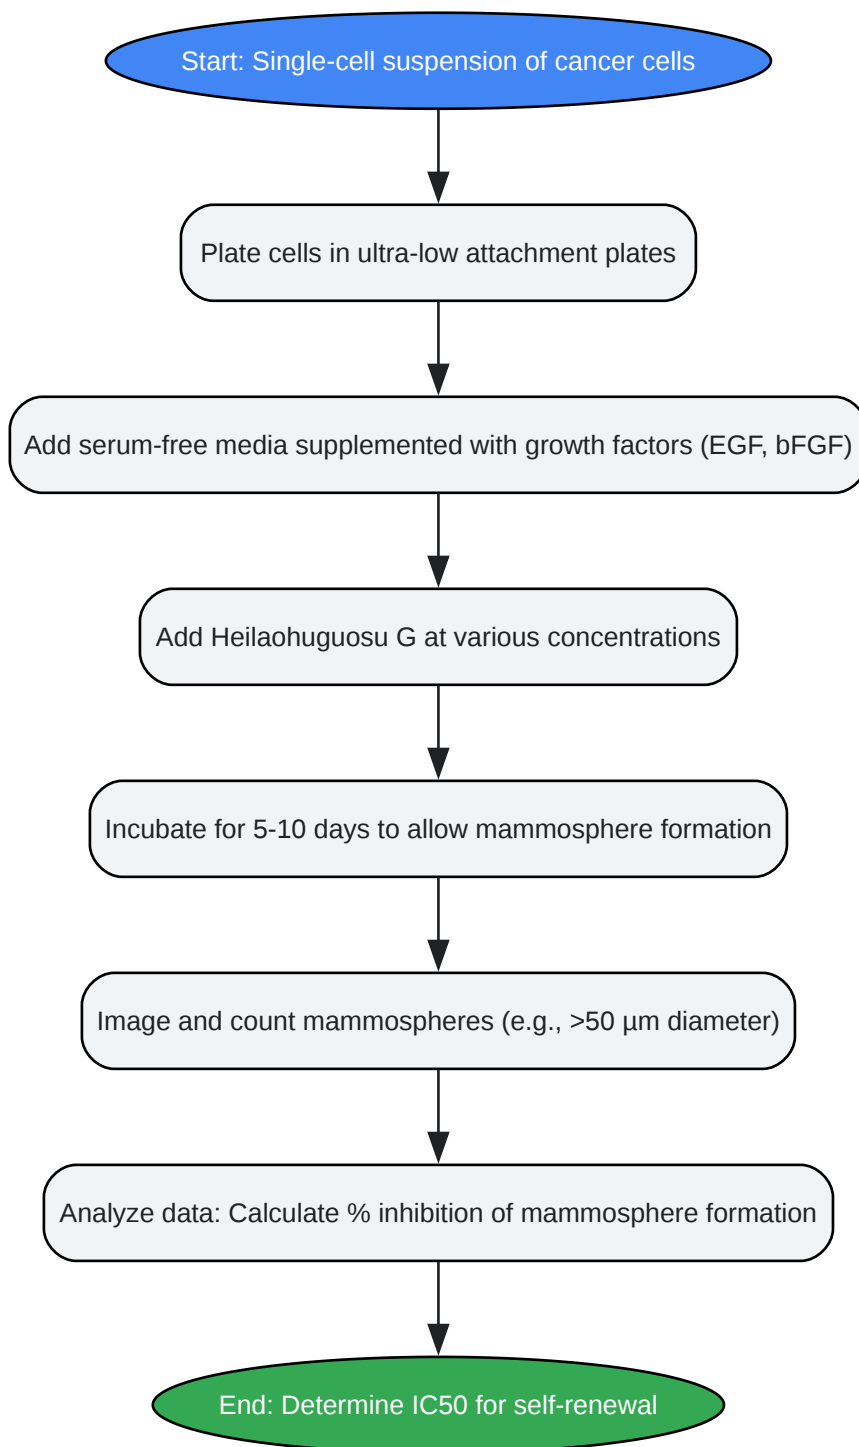 Start: Single-cell suspension of cancer cells
Plate cells in ultra-low attachment plates
Add serum-free media supplemented with growth factors (EGF, bFGF)
Add Heilaohuguosu G at various concentrations
Incubate for 5-10 days to allow mammosphere formation
Image and count mammospheres (e.g., >50 µm diameter)
Analyze data: Calculate % inhibition of mammosphere formation
End: Determine IC50 for self-renewal